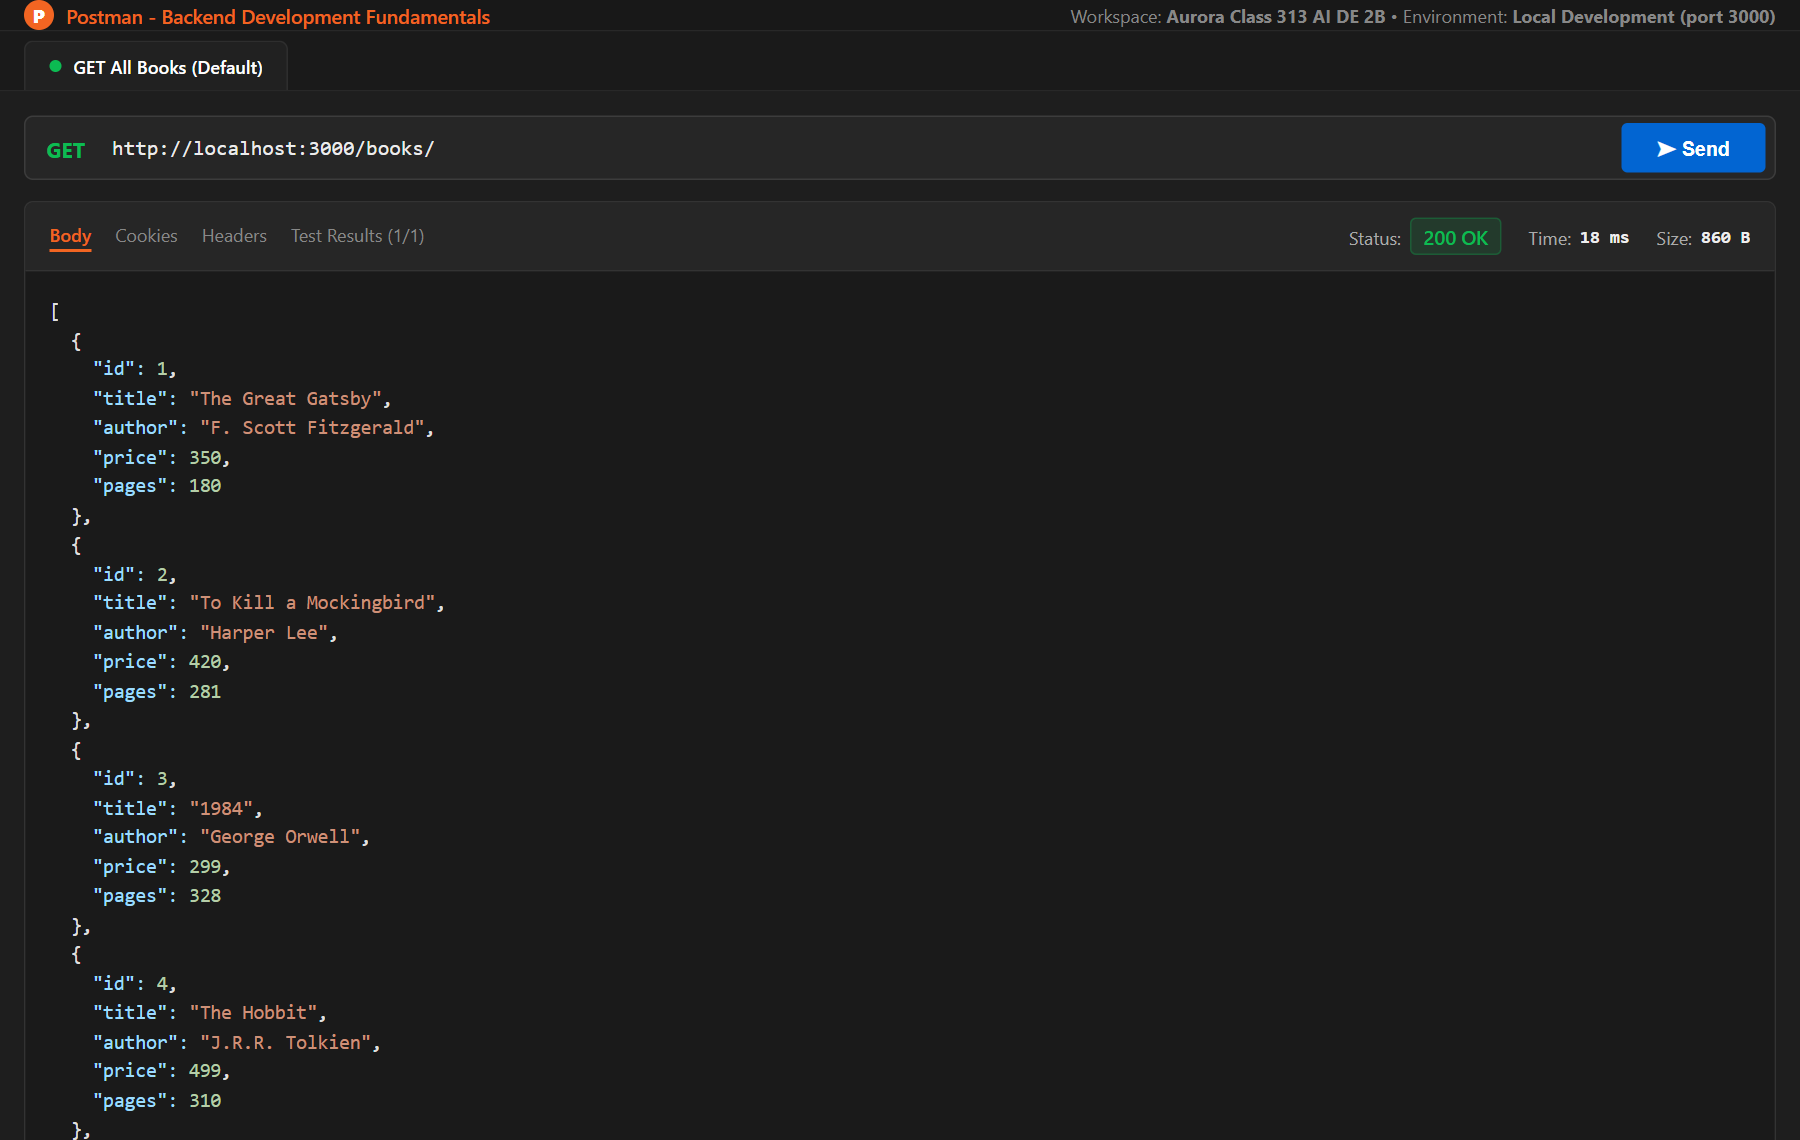 P Postman - Backend Development Fundamentals
Workspace: Aurora Class 313 AI DE 2B • Environment: Local Development (port 3000)
GET All Books (Default)
GET http://localhost:3000/books/
➤ Send
Body Cookies Headers Test Results (1/1)
Status: 200 OK Time: 18 ms Size: 860 B
[
  {
    "id": 1,
    "title": "The Great Gatsby",
    "author": "F. Scott Fitzgerald",
    "price": 350,
    "pages": 180
  },
  {
    "id": 2,
    "title": "To Kill a Mockingbird",
    "author": "Harper Lee",
    "price": 420,
    "pages": 281
  },
  {
    "id": 3,
    "title": "1984",
    "author": "George Orwell",
    "price": 299,
    "pages": 328
  },
  {
    "id": 4,
    "title": "The Hobbit",
    "author": "J.R.R. Tolkien",
    "price": 499,
    "pages": 310
  },